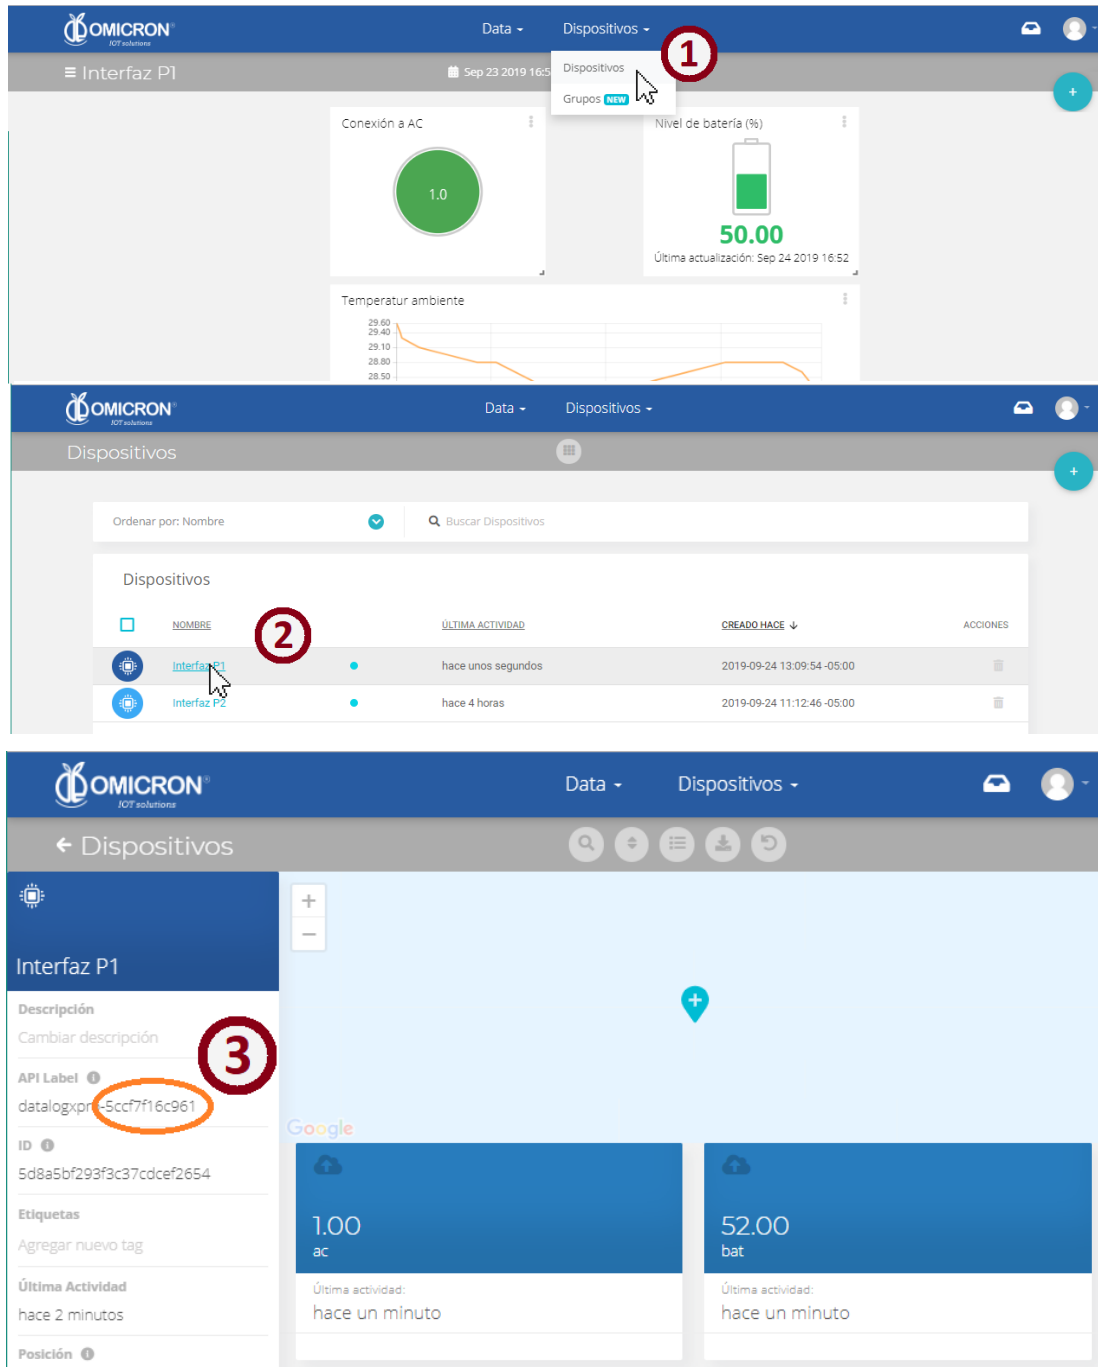 OMICRON®
IOT solutions
Data
Dispositivos
1
Interfaz P1
Sep 23 2019 16:5
Dispositivos
Grupos NEW
+
Conexión a AC
1.0
Nivel de batería (%)
50.00
Última actualización: Sep 24 2019 16:52
Temperatur ambiente
29.60
29.40
29.10
28.80
28.50
OMICRON®
IOT solutions
Data
Dispositivos
Dispositivos
+
Ordenar por: Nombre
Buscar Dispositivos
Dispositivos
NOMBRE
2
ÚLTIMA ACTIVIDAD
CREADO HACE ↓
ACCIONES
Interfaz P1
hace unos segundos
2019-09-24 13:09:54 -05:00
Interfaz P2
hace 4 horas
2019-09-24 11:12:46 -05:00
OMICRON®
IOT solutions
Data
Dispositivos
← Dispositivos
Interfaz P1
+
−
Descripción
Cambiar descripción
3
API Label
datalogxpro-5ccf7f16c961
Google
ID
5d8a5bf293f3c37cdcef2654
Etiquetas
Agregar nuevo tag
Última Actividad
hace 2 minutos
Posición
1.00
ac
Última actividad:
hace un minuto
52.00
bat
Última actividad:
hace un minuto